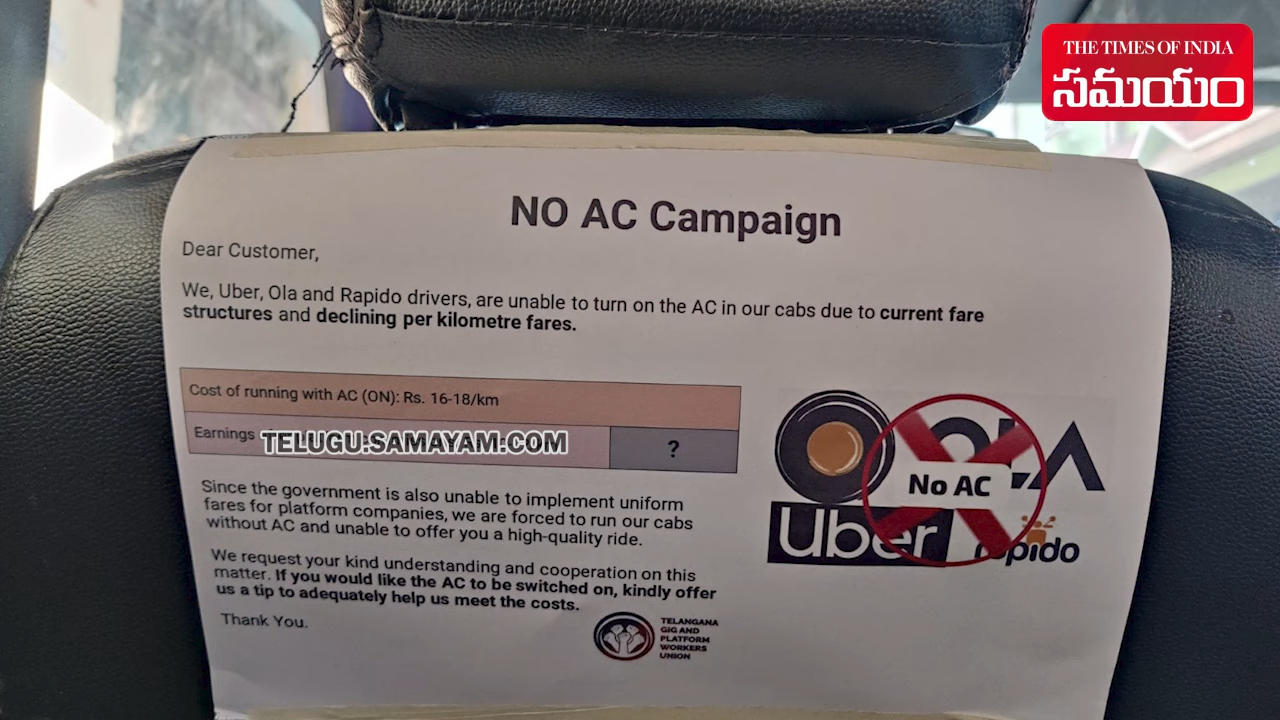 THE TIMES OF INDIA
సమయం
NO AC Campaign
Dear Customer,
We, Uber, Ola and Rapido drivers, are unable to turn on the AC in our cabs due to current fare
structures and declining per kilometre fares.
Cost of running with AC (ON): Rs. 16-18/km
Earnings
?
TELUGU.SAMAYAM.COM
Since the government is also unable to implement uniform
fares for platform companies, we are forced to run our cabs
without AC and unable to offer you a high-quality ride.
We request your kind understanding and cooperation on this
matter. If you would like the AC to be switched on, kindly offer
us a tip to adequately help us meet the costs.
Thank You.
OLA
No AC
Uber
rapido
TELANGANA
GIG AND
PLATFORM
WORKERS
UNION